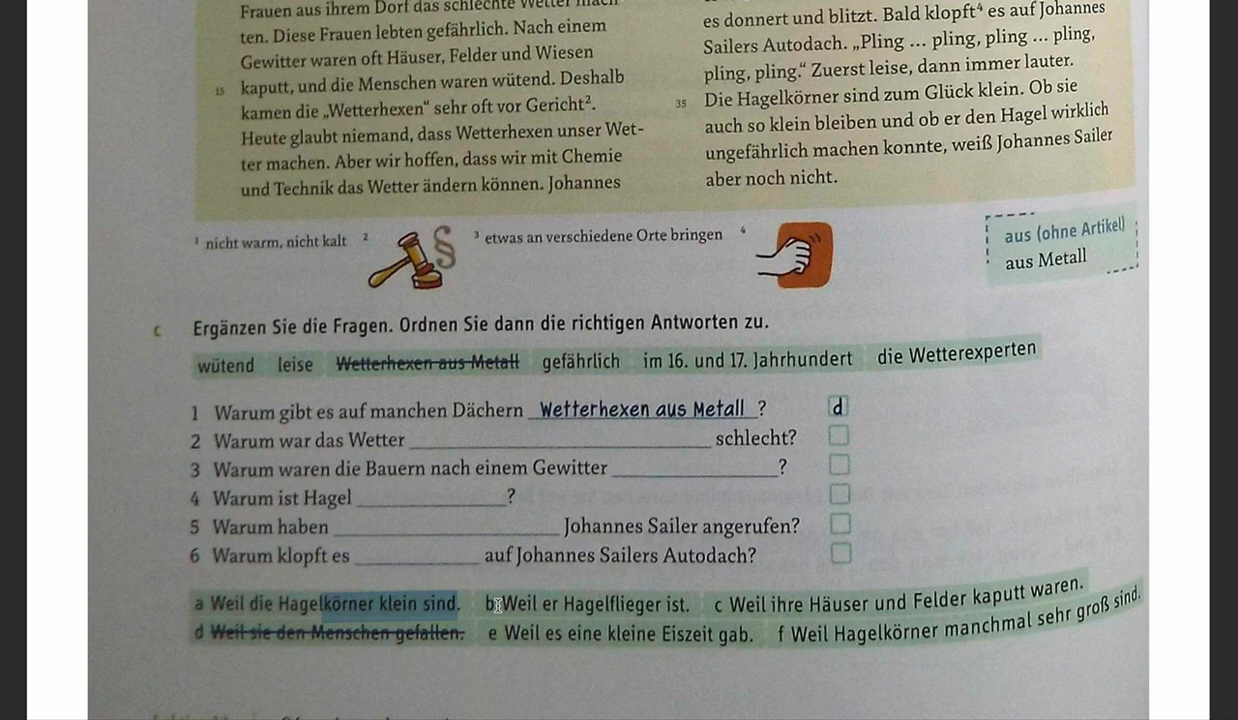 Frauen aus ihrem Dorf das schlechte Wetter mach-
ten. Diese Frauen lebten gefährlich. Nach einem
Gewitter waren oft Häuser, Felder und Wiesen
15 kaputt, und die Menschen waren wütend. Deshalb
kamen die „Wetterhexen“ sehr oft vor Gericht².
Heute glaubt niemand, dass Wetterhexen unser Wet-
ter machen. Aber wir hoffen, dass wir mit Chemie
und Technik das Wetter ändern können. Johannes
es donnert und blitzt. Bald klopft⁴ es auf Johannes
Sailers Autodach. „Pling ... pling, pling ... pling,
pling, pling.“ Zuerst leise, dann immer lauter.
35 Die Hagelkörner sind zum Glück klein. Ob sie
auch so klein bleiben und ob er den Hagel wirklich
ungefährlich machen konnte, weiß Johannes Sailer
aber noch nicht.
¹ nicht warm, nicht kalt ² § ³ etwas an verschiedene Orte bringen ⁴
aus (ohne Artikel)
aus Metall
c Ergänzen Sie die Fragen. Ordnen Sie dann die richtigen Antworten zu.
wütend leise Wetterhexen aus Metall gefährlich im 16. und 17. Jahrhundert die Wetterexperten
1 Warum gibt es auf manchen Dächern Wetterhexen aus Metall ? d
2 Warum war das Wetter ____ schlecht?
3 Warum waren die Bauern nach einem Gewitter ____ ?
4 Warum ist Hagel ____ ?
5 Warum haben ____ Johannes Sailer angerufen?
6 Warum klopft es ____ auf Johannes Sailers Autodach?
a Weil die Hagelkörner klein sind. b Weil er Hagelflieger ist. c Weil ihre Häuser und Felder kaputt waren.
d Weil sie den Menschen gefallen. e Weil es eine kleine Eiszeit gab. f Weil Hagelkörner manchmal sehr groß sind.